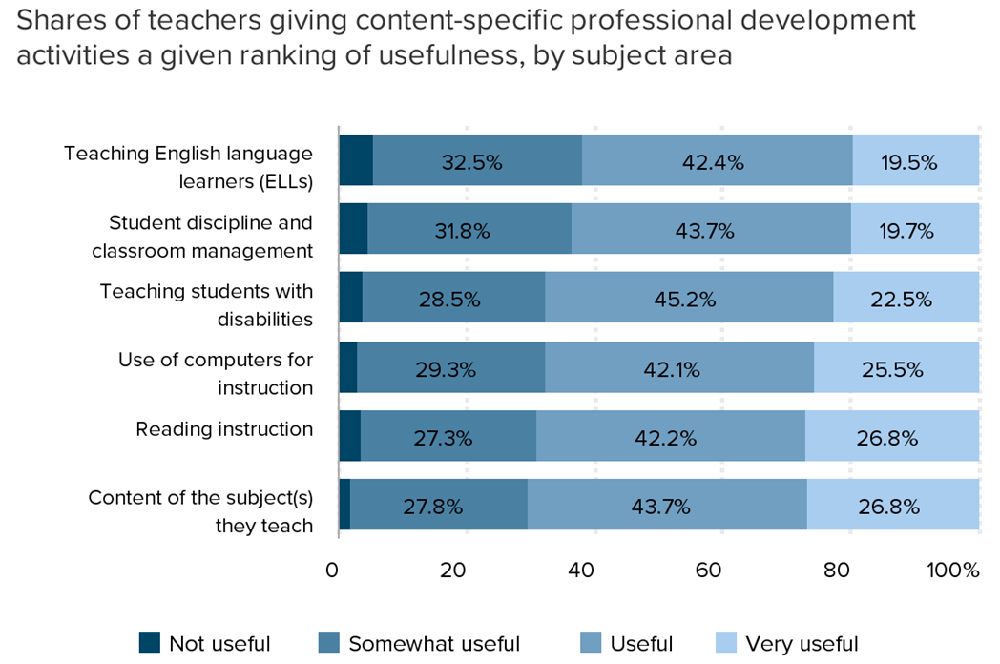 Shares of teachers giving content-specific professional development
activities a given ranking of usefulness, by subject area
Teaching English language
learners (ELLs)
32.5%
42.4%
19.5%
Student discipline and
classroom management
31.8%
43.7%
19.7%
Teaching students with
disabilities
28.5%
45.2%
22.5%
Use of computers for
instruction
29.3%
42.1%
25.5%
Reading instruction
27.3%
42.2%
26.8%
Content of the subject(s)
they teach
27.8%
43.7%
26.8%
0 20 40 60 80 100%
Not useful Somewhat useful Useful Very useful